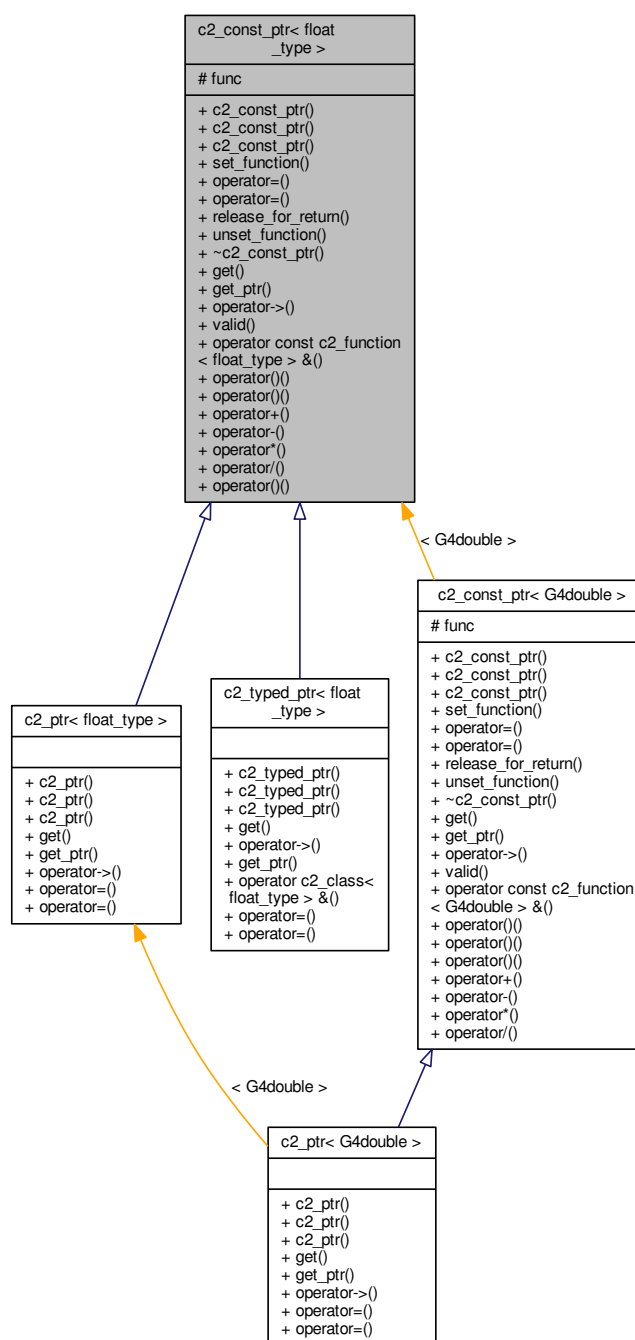 c2_const_ptr< float
_type >
# func
+ c2_const_ptr()
+ c2_const_ptr()
+ c2_const_ptr()
+ set_function()
+ operator=()
+ operator=()
+ release_for_return()
+ unset_function()
+ ~c2_const_ptr()
+ get()
+ get_ptr()
+ operator->()
+ valid()
+ operator const c2_function
< float_type > &()
+ operator()()
+ operator()()
+ operator+()
+ operator-()
+ operator*()
+ operator/()
+ operator()()
< G4double >
c2_const_ptr< G4double >
# func
+ c2_const_ptr()
+ c2_const_ptr()
+ c2_const_ptr()
+ set_function()
+ operator=()
+ operator=()
+ release_for_return()
+ unset_function()
+ ~c2_const_ptr()
+ get()
+ get_ptr()
+ operator->()
+ valid()
+ operator const c2_function
< G4double > &()
+ operator()()
+ operator()()
+ operator()()
+ operator+()
+ operator-()
+ operator*()
+ operator/()
c2_typed_ptr< float
_type >
+ c2_typed_ptr()
+ c2_typed_ptr()
+ c2_typed_ptr()
+ get()
+ operator->()
+ get_ptr()
+ operator c2_class<
float_type > &()
+ operator=()
+ operator=()
c2_ptr< float_type >
+ c2_ptr()
+ c2_ptr()
+ c2_ptr()
+ get()
+ get_ptr()
+ operator->()
+ operator=()
+ operator=()
< G4double >
c2_ptr< G4double >
+ c2_ptr()
+ c2_ptr()
+ c2_ptr()
+ get()
+ get_ptr()
+ operator->()
+ operator=()
+ operator=()